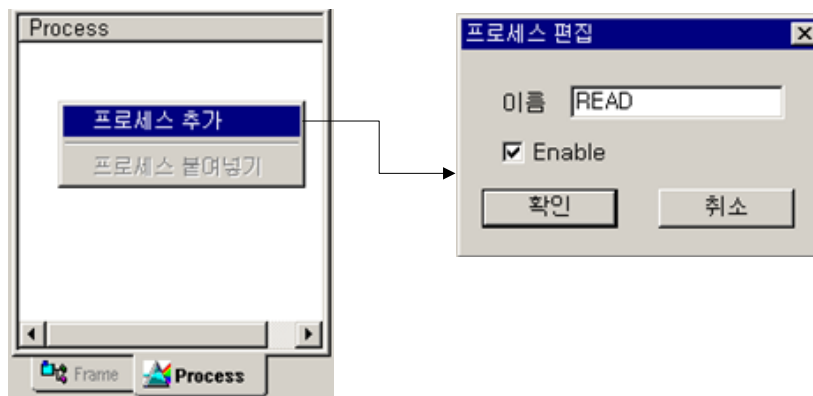 Process
프로세스 추가
프로세스 붙여넣기
Frame
Process
프로세스 편집
이름 READ
Enable
확인 취소